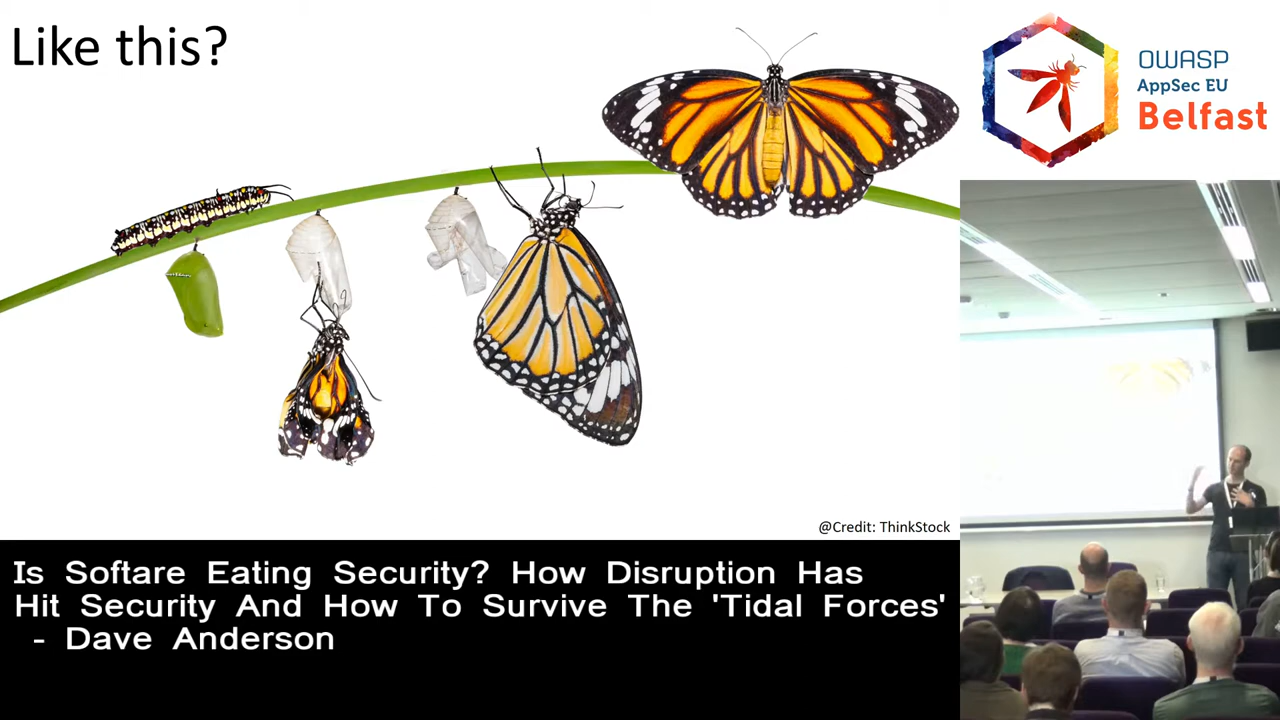 Like this?
OWASP
AppSec EU
Belfast
@Credit: ThinkStock
Is Softare Eating Security? How Disruption Has
Hit Security And How To Survive The 'Tidal Forces'
- Dave Anderson